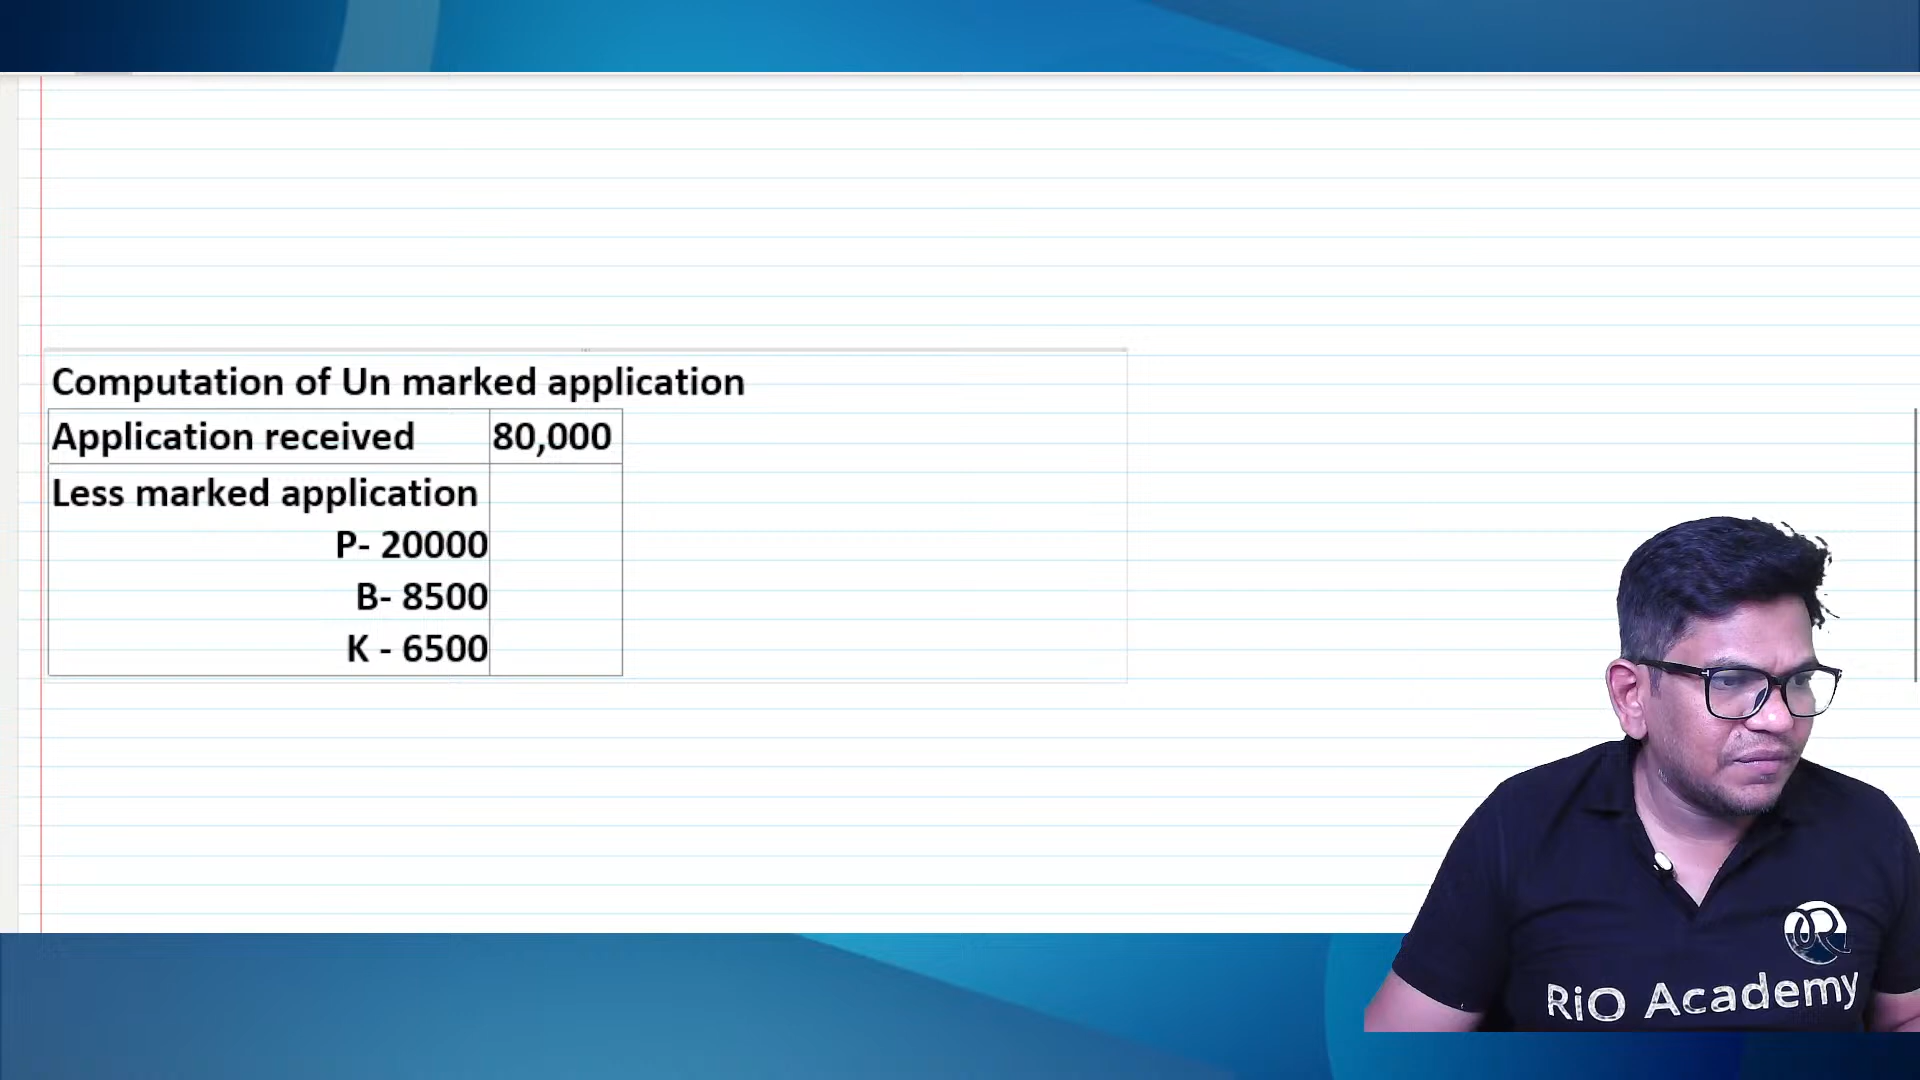 Computation of Un marked application
Application received 80,000
Less marked application
P- 20000
B- 8500
K - 6500
RiO Academy